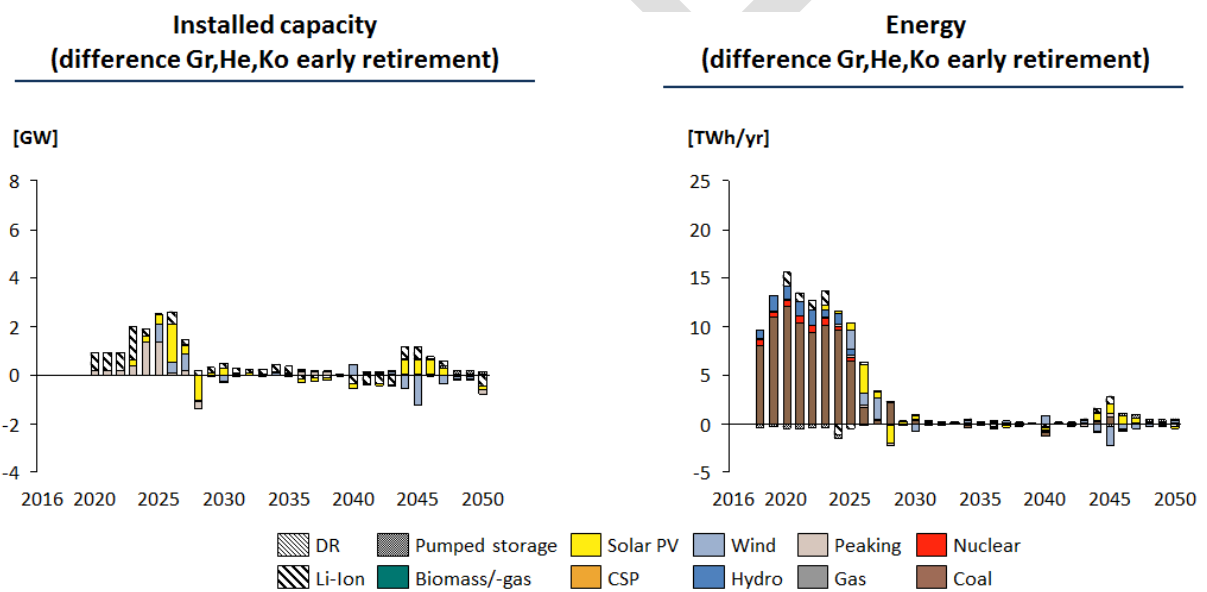 Installed capacity
(difference Gr,He,Ko early retirement)
[GW]
8
6
4
2
0
-2
-4
2016 2020 2025 2030 2035 2040 2045 2050
Energy
(difference Gr,He,Ko early retirement)
[TWh/yr]
25
20
15
10
5
0
-5
2016 2020 2025 2030 2035 2040 2045 2050
DR Pumped storage Solar PV Wind Peaking Nuclear
Li-Ion Biomass/-gas CSP Hydro Gas Coal